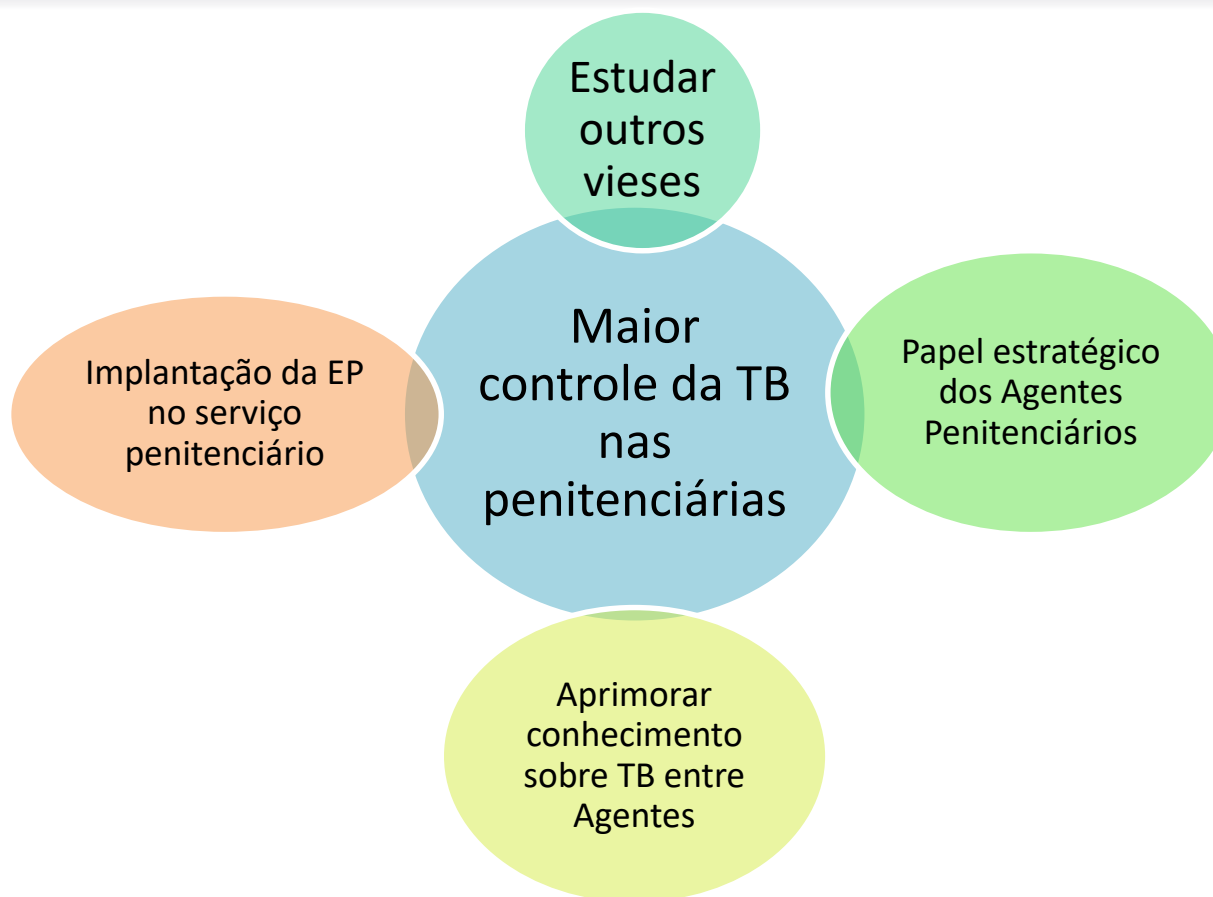 Estudar
outros
vieses
Maior
controle da TB
nas
penitenciárias
Implantação da EP
no serviço
penitenciário
Papel estratégico
dos Agentes
Penitenciários
Aprimorar
conhecimento
sobre TB entre
Agentes